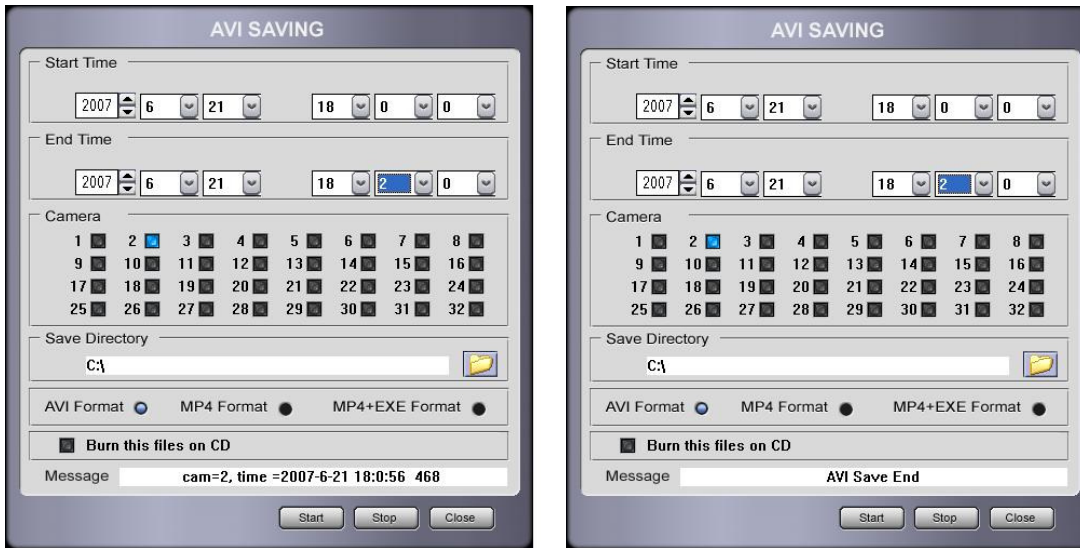 AVI SAVING
Start Time
2007 6 21 18 0 0
End Time
2007 6 21 18 2 0
Camera
1 2 3 4 5 6 7 8
9 10 11 12 13 14 15 16
17 18 19 20 21 22 23 24
25 26 27 28 29 30 31 32
Save Directory
C:\
AVI Format MP4 Format MP4+EXE Format
Burn this files on CD
Message cam=2, time =2007-6-21 18:0:56 468
Start Stop Close
AVI SAVING
Start Time
2007 6 21 18 0 0
End Time
2007 6 21 18 2 0
Camera
1 2 3 4 5 6 7 8
9 10 11 12 13 14 15 16
17 18 19 20 21 22 23 24
25 26 27 28 29 30 31 32
Save Directory
C:\
AVI Format MP4 Format MP4+EXE Format
Burn this files on CD
Message AVI Save End
Start Stop Close